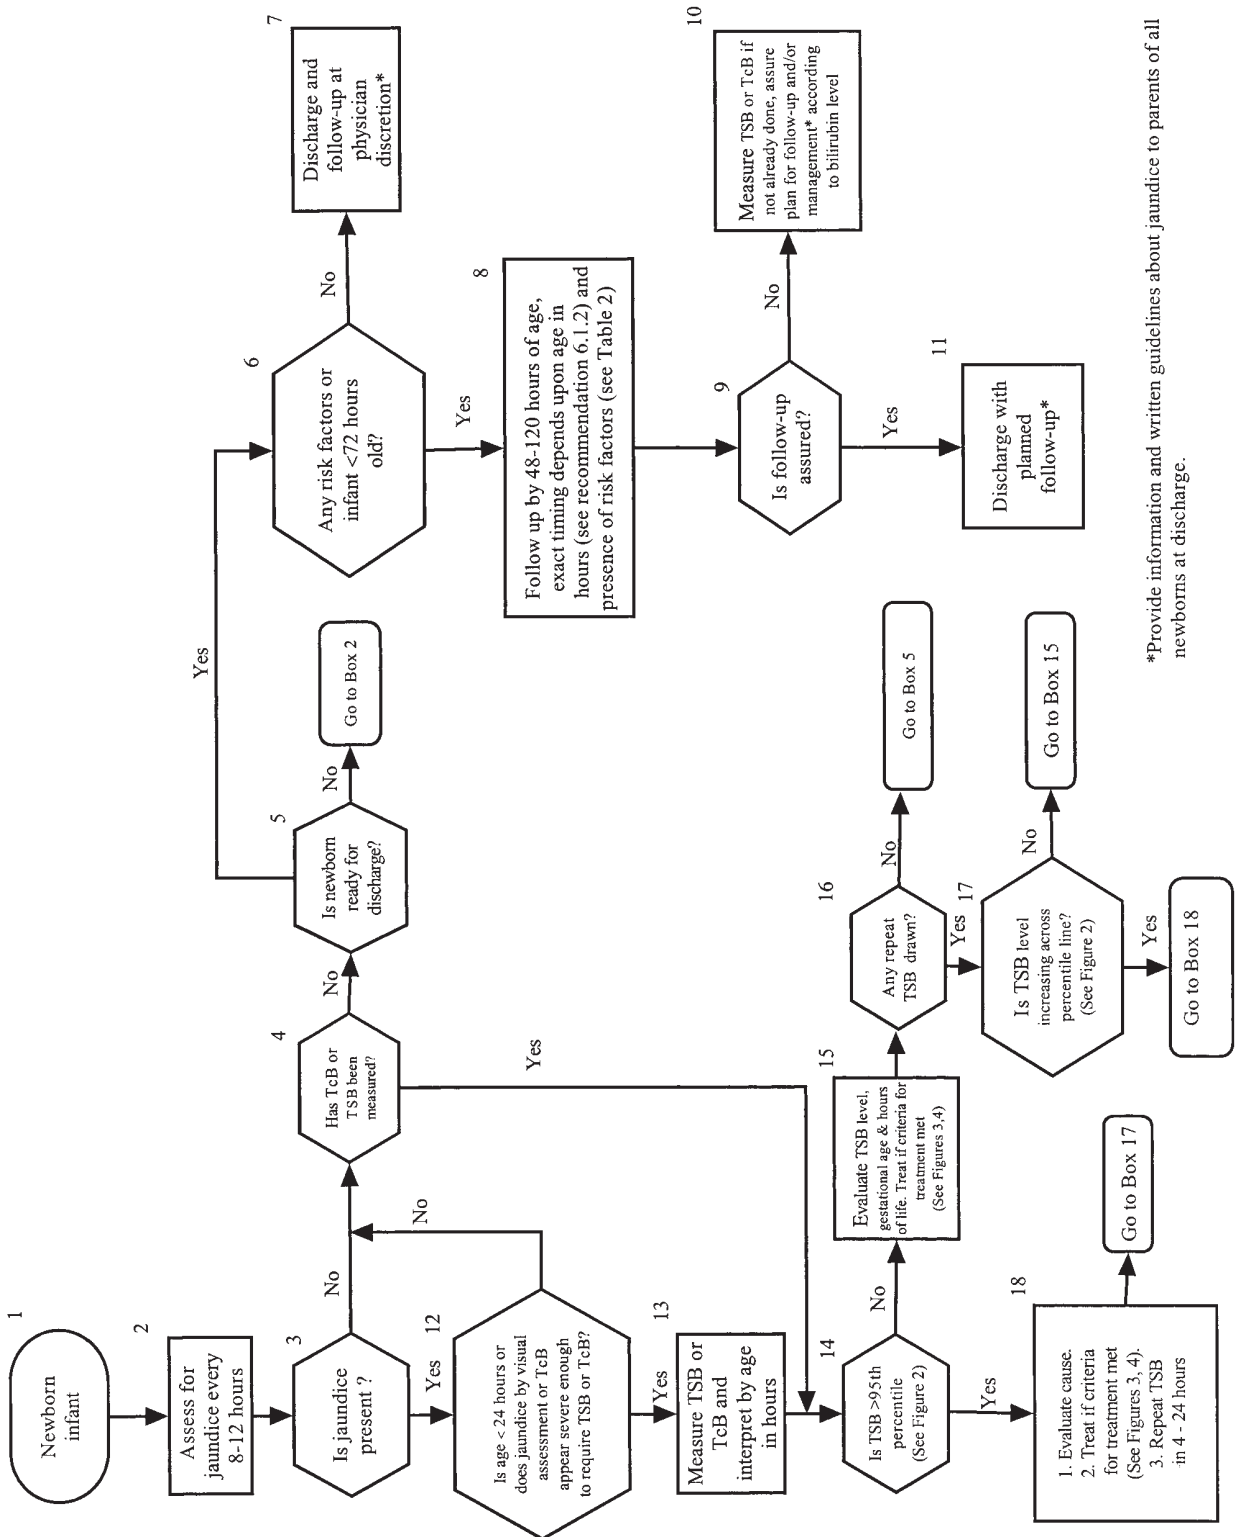 1
Newborn
infant
2
Assess for
jaundice every
8-12 hours
3
Is jaundice
present ?
No
Yes
4
Has TcB or
TSB been
measured?
No
Yes
5
Is newborn
ready for
discharge?
No
Go to Box 2
Yes
6
Any risk factors or
infant <72 hours
old?
No
7
Discharge and
follow-up at
physician
discretion*
Yes
8
Follow up by 48-120 hours of age,
exact timing depends upon age in
hours (see recommendation 6.1.2) and
presence of risk factors (see Table 2)
9
Is follow-up
assured?
No
10
Measure TSB or TcB if
not already done, assure
plan for follow-up and/or
management* according
to bilirubin level
Yes
11
Discharge with
planned
follow-up*
12
Is age < 24 hours or
does jaundice by visual
assessment or TcB
appear severe enough
to require TSB or TcB?
No
Yes
13
Measure TSB or
TcB and
interpret by age
in hours
14
Is TSB >95th
percentile
(See Figure 2)
No
Yes
15
Evaluate TSB level,
gestational age & hours
of life. Treat if criteria for
treatment met
(See Figures 3,4)
16
Any repeat
TSB drawn?
No
Go to Box 5
Yes
17
Is TSB level
increasing across
percentile line?
(See Figure 2)
No
Go to Box 15
Yes
Go to Box 18
18
1. Evaluate cause.
2. Treat if criteria
for treatment met
(See Figures 3, 4).
3. Repeat TSB
in 4 - 24 hours
Go to Box 17
*Provide information and written guidelines about jaundice to parents of all
newborns at discharge.